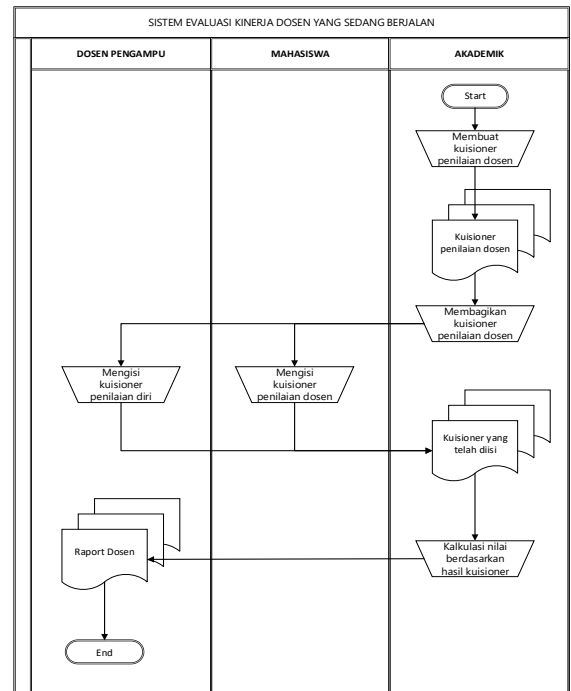 SISTEM EVALUASI KINERJA DOSEN YANG SEDANG BERJALAN
DOSEN PENGAMPU
MAHASISWA
AKADEMIK
Start
Membuat
kuisioner
penilaian dosen
Kuisioner
penilaian dosen
Membagikan
kuisioner
penilaian dosen
Mengisi
kuisioner
penilaian diri
Mengisi
kuisioner
penilaian dosen
Kuisioner yang
telah diisi
Kalkulasi nilai
berdasarkan
hasil kuisioner
Raport Dosen
End